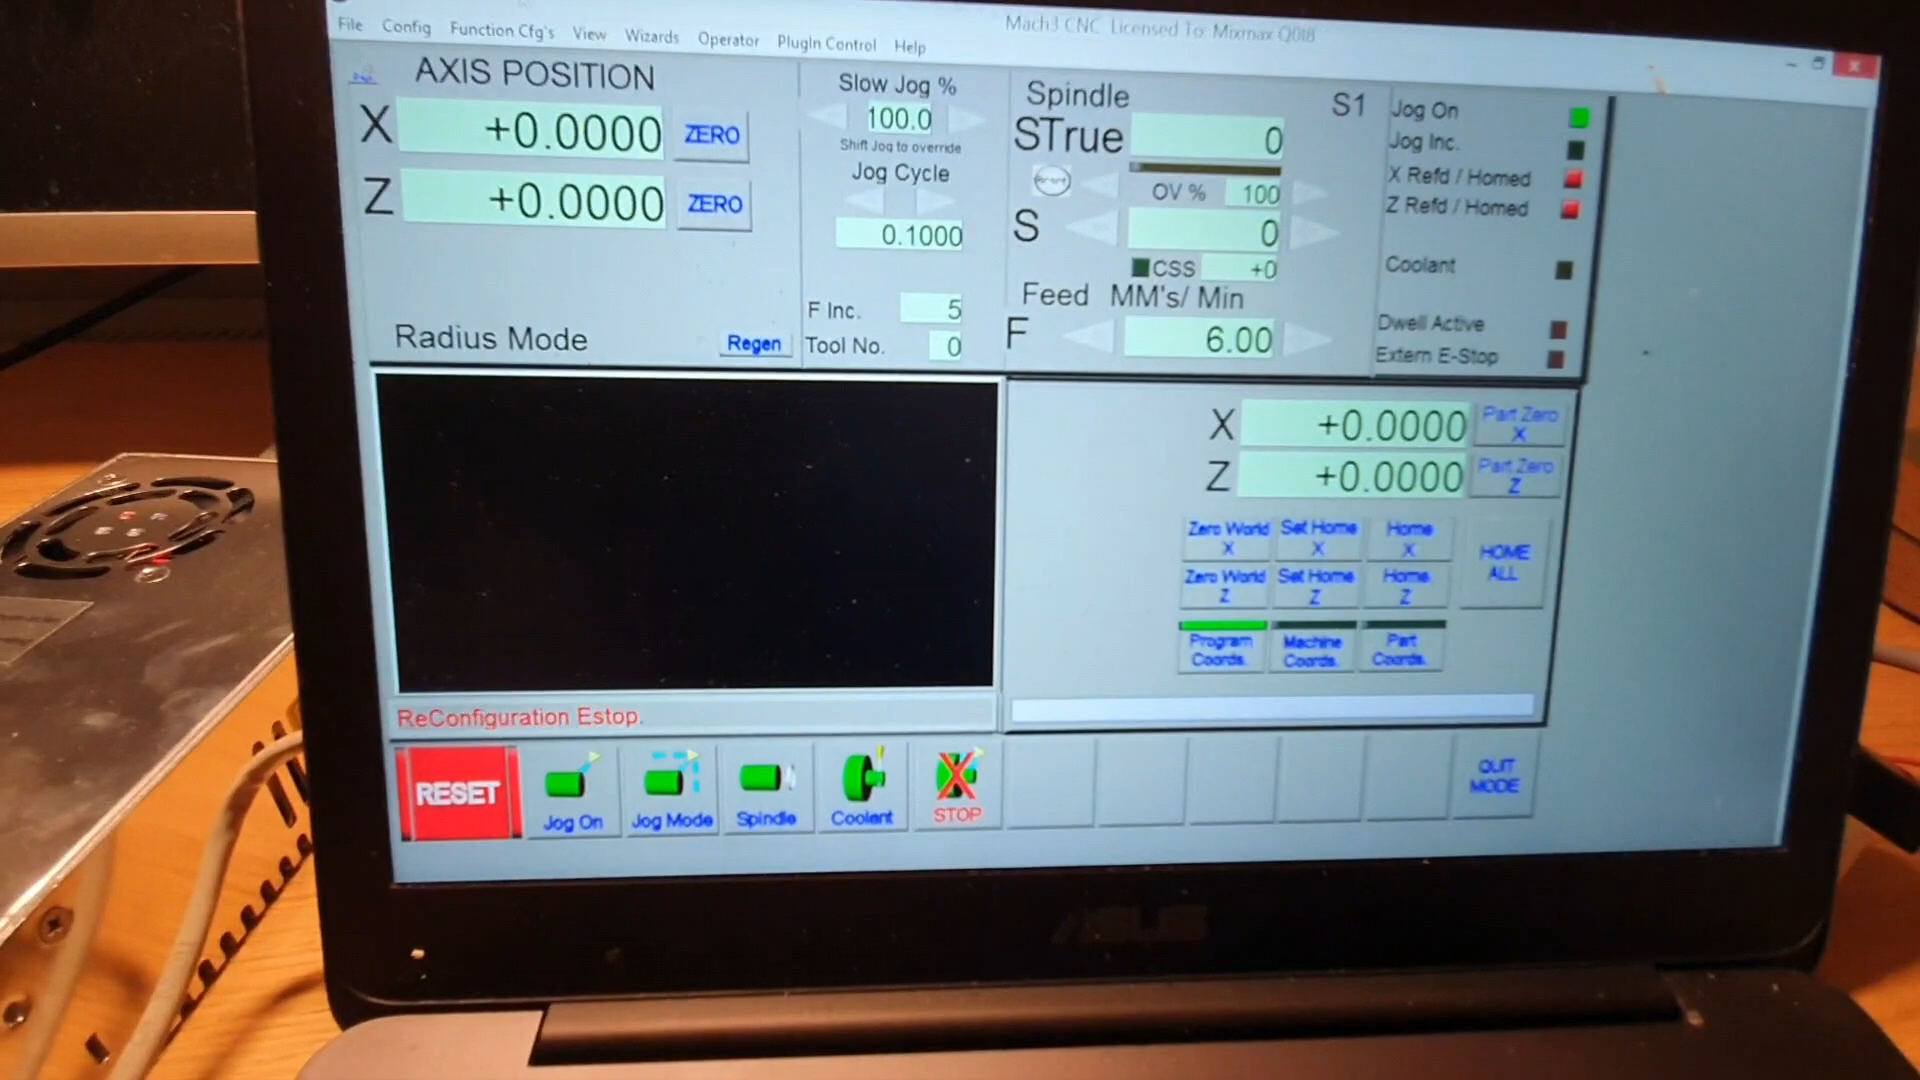 Mach3 CNC Licensed To: Mixmax Q018
File Config Function Cfg's View Wizards Operator PlugIn Control Help
AXIS POSITION
X +0.0000 ZERO
Z +0.0000 ZERO
Radius Mode Regen
Slow Jog %
100.0
Shift Jog to override
Jog Cycle
0.1000
F Inc. 5
Tool No. 0
Spindle S1
STrue 0
OV % 100
S 0
CSS +0
Feed MM's/ Min
F 6.00
Jog On
Jog Inc.
X Refd / Homed
Z Refd / Homed
Coolant
Dwell Active
Extern E-Stop
X +0.0000 Part Zero X
Z +0.0000 Part Zero Z
Zero World X Set Home X Home X
Zero World Z Set Home Z Home Z
HOME ALL
Program Coords. Machine Coords. Part Coords.
ReConfiguration Estop.
RESET Jog On Jog Mode Spindle Coolant STOP QUIT MODE
ASUS